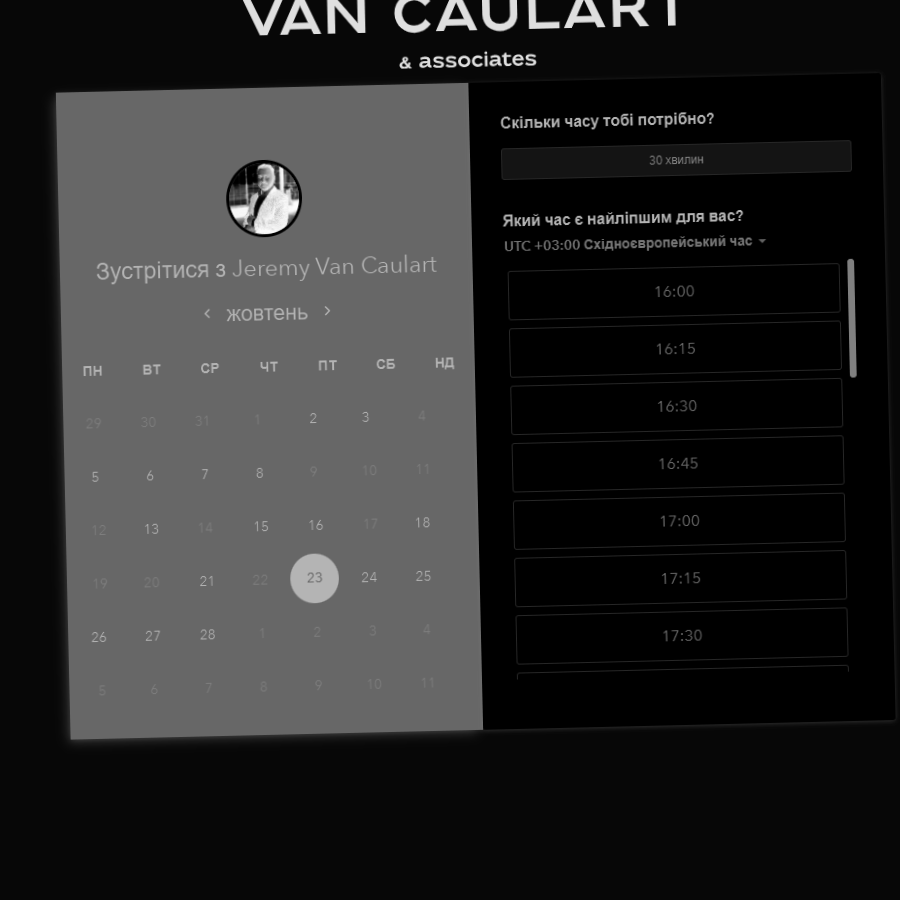 VAN CAULART
& associates
Зустрітися з Jeremy Van Caulart
жовтень
ПН ВТ СР ЧТ ПТ СБ НД
29 30 31 1 2 3 4
5 6 7 8 9 10 11
12 13 14 15 16 17 18
19 20 21 22 23 24 25
26 27 28 1 2 3 4
5 6 7 8 9 10 11
Скільки часу тобі потрібно?
30 хвилин
Який час є найліпшим для вас?
UTC +03:00 Східноєвропейський час
16:00
16:15
16:30
16:45
17:00
17:15
17:30